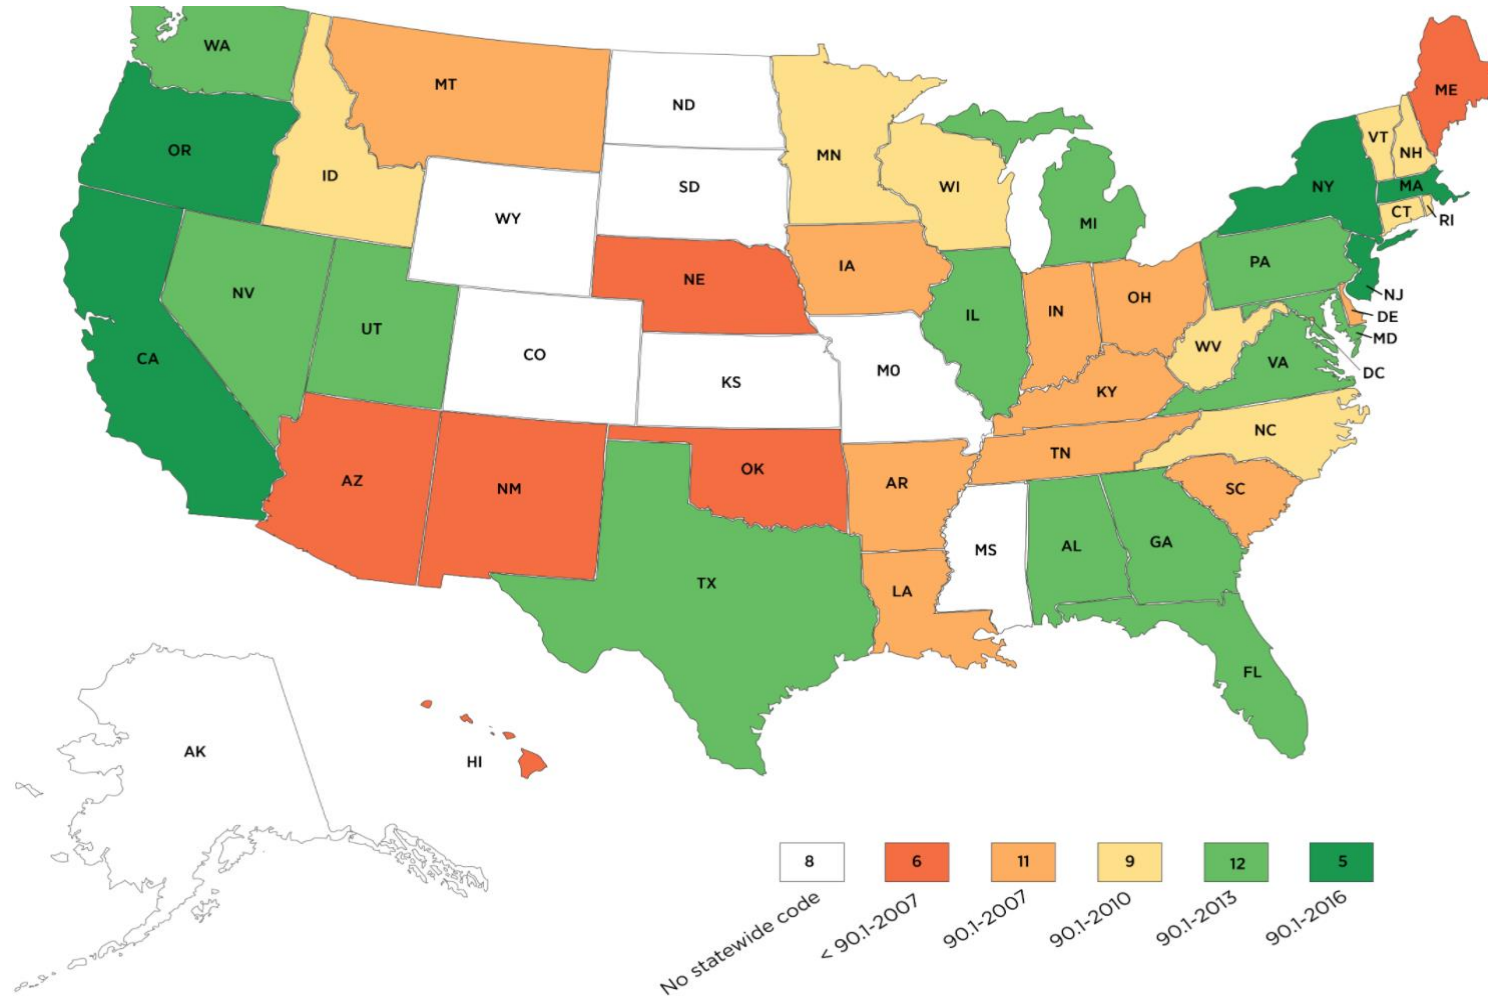 WA
MT
ND
ME
OR
MN
VT
NH
ID
SD
WI
NY
MA
WY
MI
CT
RI
NE
IA
PA
NV
IN
OH
NJ
UT
IL
DE
CO
MO
WV
MD
CA
KS
VA
DC
KY
NC
AZ
NM
OK
AR
TN
SC
MS
AL
GA
TX
LA
FL
AK
HI
8
6
11
9
12
5
No statewide code
< 90.1-2007
90.1-2007
90.1-2010
90.1-2013
90.1-2016